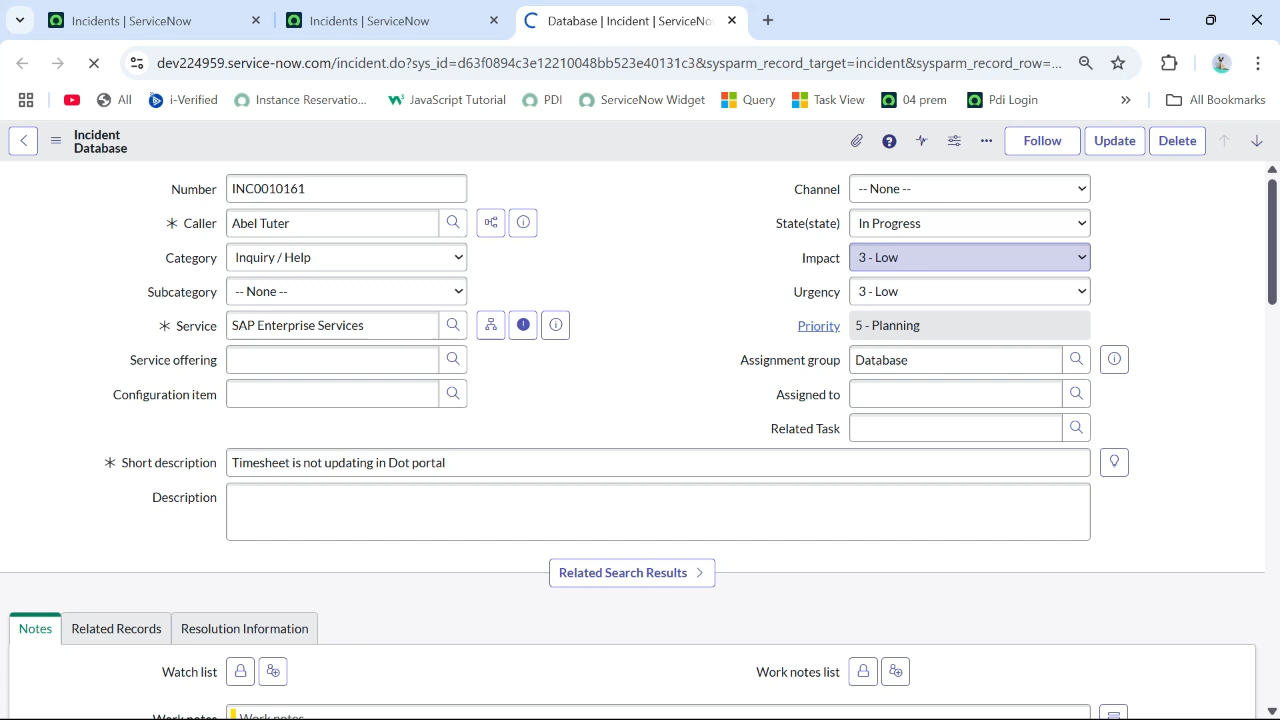 Incidents | ServiceNow
Incidents | ServiceNow
Database | Incident | ServiceNo
dev224959.service-now.com/incident.do?sys_id=d63f0894c3e12210048bb523e40131c3&sysparm_record_target=incident&sysparm_record_row=...
All
i-Verified
Instance Reservatio...
JavaScript Tutorial
PDI
ServiceNow Widget
Query
Task View
04 prem
Pdi Login
All Bookmarks
Incident
Database
Follow
Update
Delete
Number INC0010161
Channel -- None --
Caller Abel Tuter
State(state) In Progress
Category Inquiry / Help
Impact 3 - Low
Subcategory -- None --
Urgency 3 - Low
Service SAP Enterprise Services
Priority 5 - Planning
Service offering
Assignment group Database
Configuration item
Assigned to
Related Task
Short description Timesheet is not updating in Dot portal
Description
Related Search Results
Notes
Related Records
Resolution Information
Watch list
Work notes list
Work notes Work notes